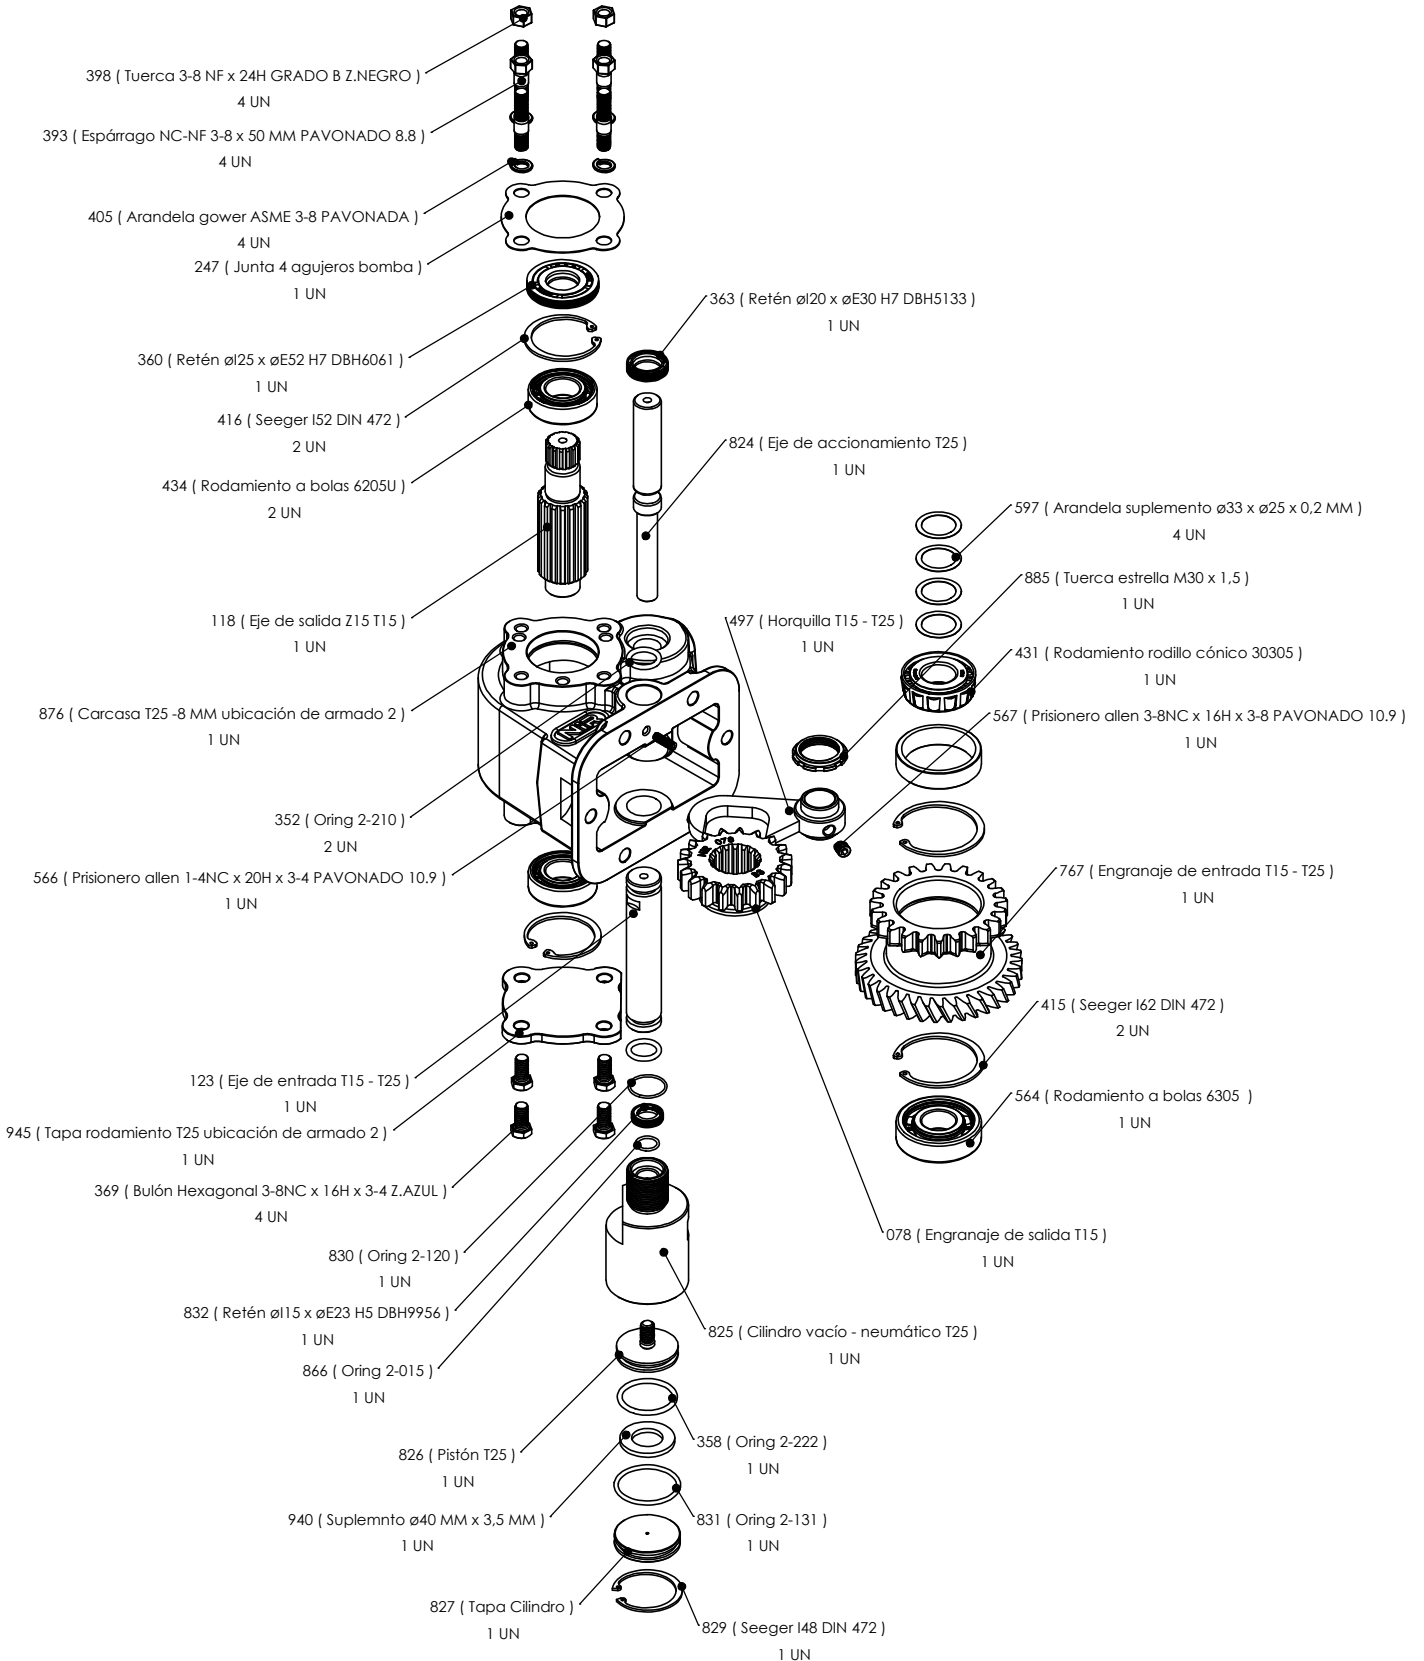 398 ( Tuerca 3-8 NF x 24H GRADO B Z.NEGRO )
4 UN
393 ( Espárrago NC-NF 3-8 x 50 MM PAVONADO 8.8 )
4 UN
405 ( Arandela gower ASME 3-8 PAVONADA )
4 UN
247 ( Junta 4 agujeros bomba )
1 UN
363 ( Retén øI20 x øE30 H7 DBH5133 )
1 UN
360 ( Retén øI25 x øE52 H7 DBH6061 )
1 UN
416 ( Seeger I52 DIN 472 )
2 UN
824 ( Eje de accionamiento T25 )
1 UN
434 ( Rodamiento a bolas 6205U )
2 UN
597 ( Arandela suplemento ø33 x ø25 x 0,2 MM )
4 UN
885 ( Tuerca estrella M30 x 1,5 )
1 UN
118 ( Eje de salida Z15 T15 )
1 UN
497 ( Horquilla T15 - T25 )
1 UN
431 ( Rodamiento rodillo cónico 30305 )
1 UN
876 ( Carcasa T25 -8 MM ubicación de armado 2 )
1 UN
567 ( Prisionero allen 3-8NC x 16H x 3-8 PAVONADO 10.9 )
1 UN
352 ( Oring 2-210 )
2 UN
566 ( Prisionero allen 1-4NC x 20H x 3-4 PAVONADO 10.9 )
1 UN
767 ( Engranaje de entrada T15 - T25 )
1 UN
415 ( Seeger I62 DIN 472 )
2 UN
123 ( Eje de entrada T15 - T25 )
1 UN
564 ( Rodamiento a bolas 6305 )
1 UN
945 ( Tapa rodamiento T25 ubicación de armado 2 )
1 UN
369 ( Bulón Hexagonal 3-8NC x 16H x 3-4 Z.AZUL )
4 UN
078 ( Engranaje de salida T15 )
1 UN
830 ( Oring 2-120 )
1 UN
832 ( Retén øI15 x øE23 H5 DBH9956 )
1 UN
825 ( Cilindro vacío - neumático T25 )
1 UN
866 ( Oring 2-015 )
1 UN
358 ( Oring 2-222 )
1 UN
826 ( Pistón T25 )
1 UN
940 ( Suplemnto ø40 MM x 3,5 MM )
1 UN
831 ( Oring 2-131 )
1 UN
827 ( Tapa Cilindro )
1 UN
829 ( Seeger I48 DIN 472 )
1 UN